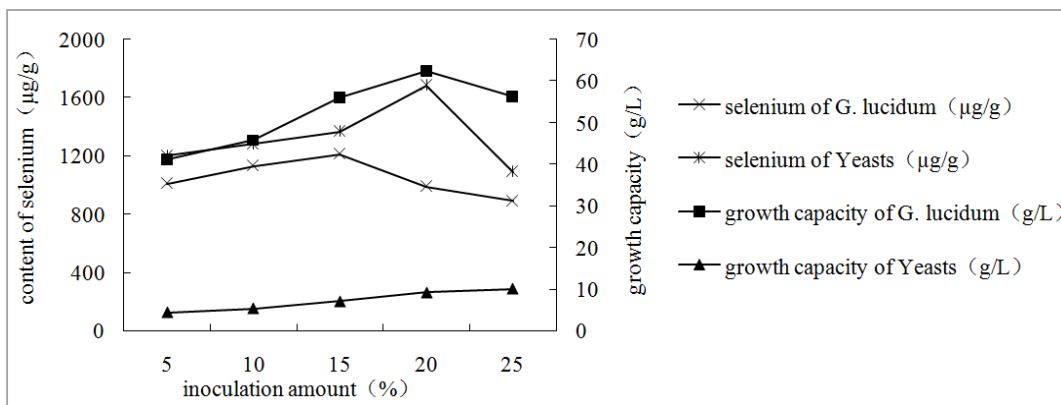 content of selenium（µg/g）
2000
1600
1200
800
400
0
5 10 15 20 25
inoculation amount（%）
70
60
50
40
30
20
10
0
growth capacity（g/L）
selenium of G. lucidum（µg/g）
selenium of Yeasts（µg/g）
growth capacity of G. lucidum（g/L）
growth capacity of Yeasts（g/L）